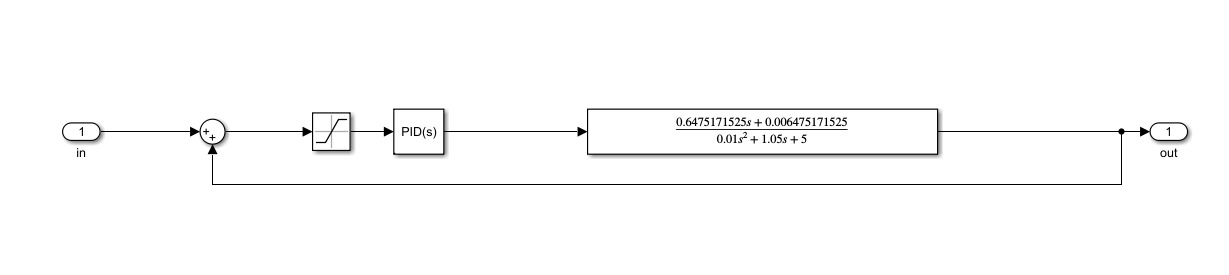 1
in
++
PID(s)
0.6475171525s + 0.006475171525
0.01s² + 1.05s + 5
1
out